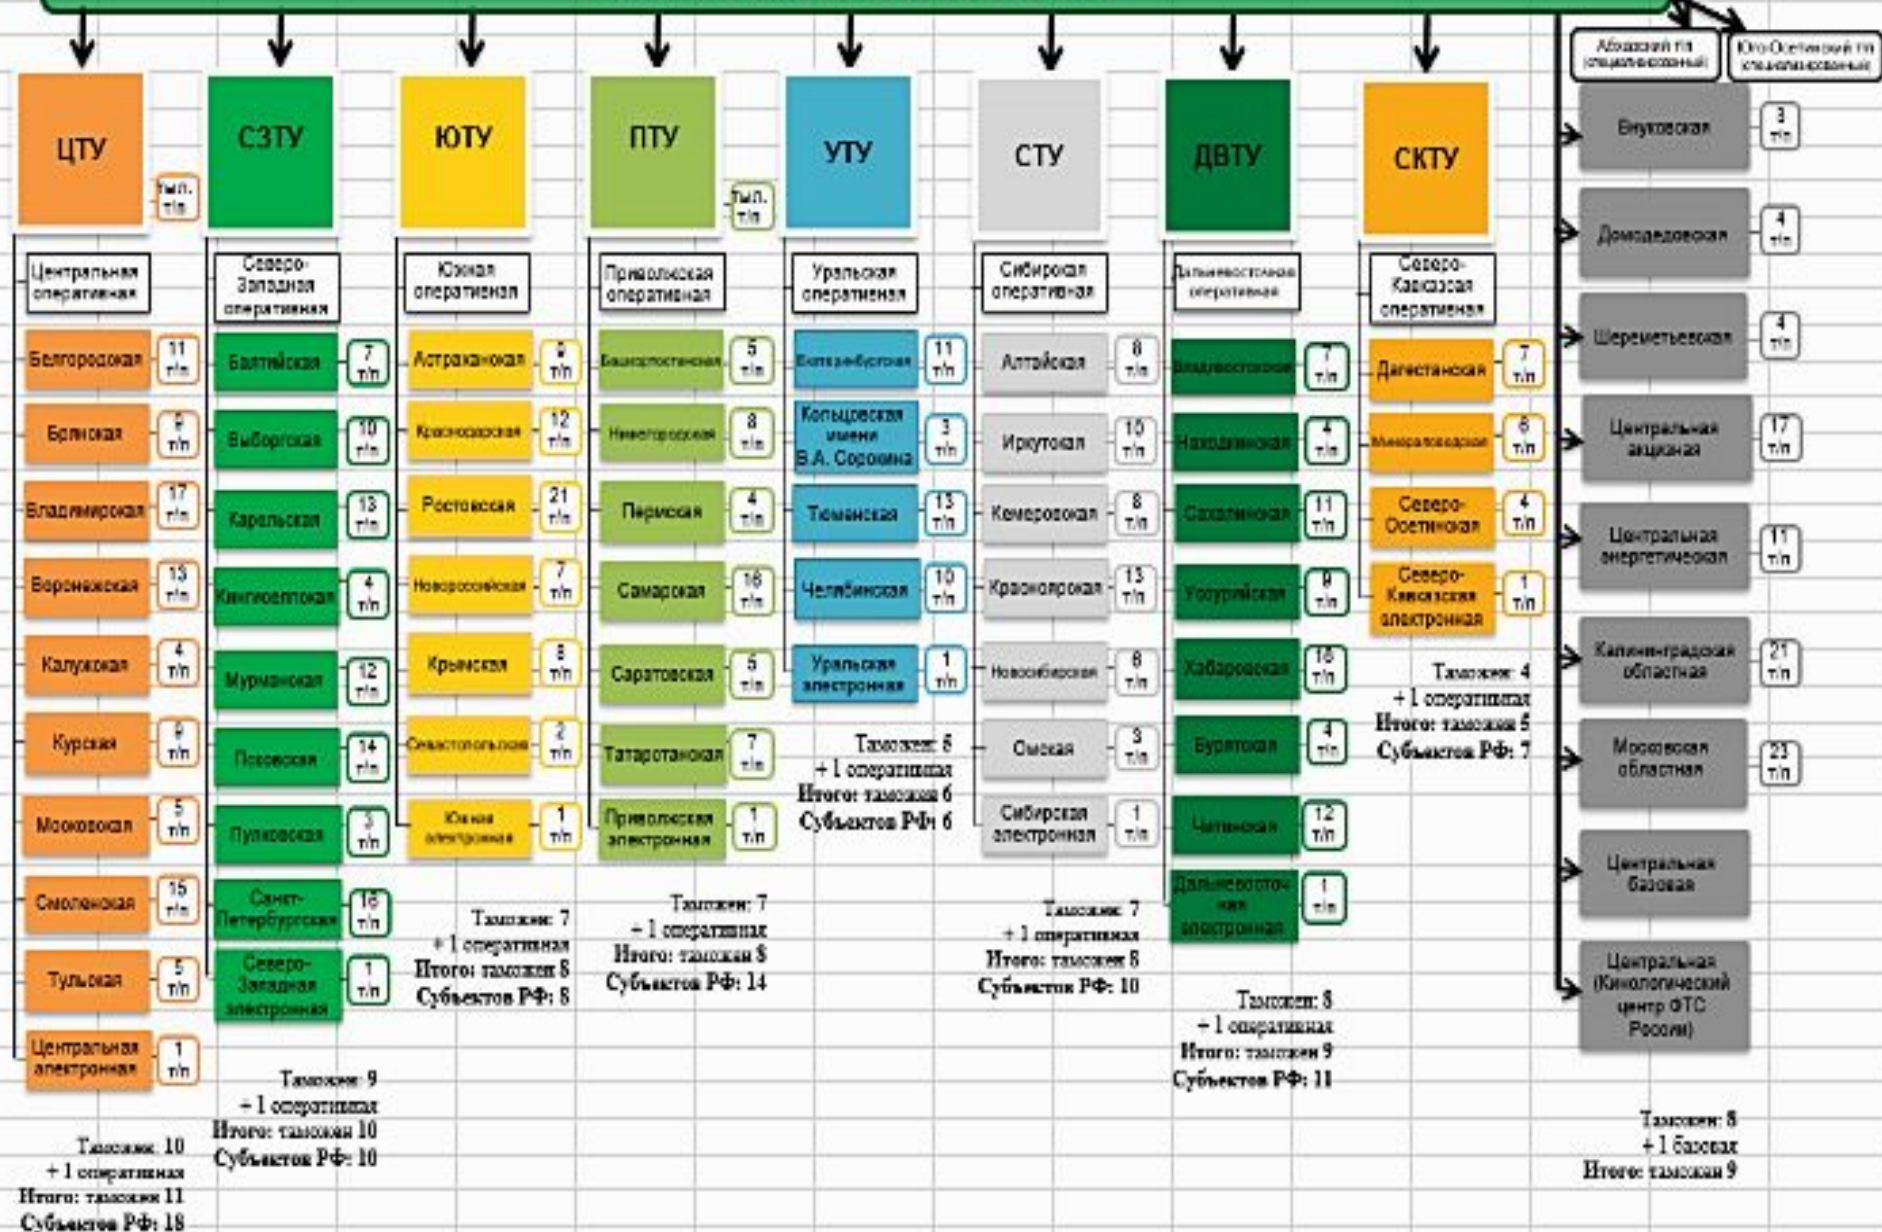 Абхазский т/п
(специализированный)
Юго-Осетинский т/п
(специализированный)
ЦТУ
тыл.
т/п
Центральная
оперативная
Белгородская
11
т/п
Брянская
9
т/п
Владимирская
17
т/п
Воронежская
13
т/п
Калужская
4
т/п
Курская
9
т/п
Московская
5
т/п
Смоленская
15
т/п
Тульская
5
т/п
Центральная
электронная
1
т/п
Таможен: 10
+ 1 оперативная
Итого: таможен 11
Субъектов РФ: 18
СЗТУ
Северо-
Западная
оперативная
Балтийская
7
т/п
Выборгская
10
т/п
Карельская
13
т/п
Кингисеппская
4
т/п
Мурманская
12
т/п
Псковская
14
т/п
Пулковская
3
т/п
Санкт-
Петербургская
16
т/п
Северо-
Западная
электронная
1
т/п
Таможен: 9
+ 1 оперативная
Итого: таможен 10
Субъектов РФ: 10
ЮТУ
Южная
оперативная
Астраханская
9
т/п
Краснодарская
12
т/п
Ростовская
21
т/п
Новороссийская
7
т/п
Крымская
8
т/п
Севастопольская
2
т/п
Южная
электронная
1
т/п
Таможен: 7
+ 1 оперативная
Итого: таможен 8
Субъектов РФ: 8
ПТУ
тыл.
т/п
Приволжская
оперативная
Башкортостанская
5
т/п
Нижегородская
8
т/п
Пермская
4
т/п
Самарская
16
т/п
Саратовская
5
т/п
Татарстанская
7
т/п
Приволжская
электронная
1
т/п
Таможен: 7
+ 1 оперативная
Итого: таможен 8
Субъектов РФ: 14
УТУ
Уральская
оперативная
Екатеринбургская
11
т/п
Кольцовская
имени
В.А. Сорокина
3
т/п
Тюменская
13
т/п
Челябинская
10
т/п
Уральская
электронная
1
т/п
Таможен: 5
+ 1 оперативная
Итого: таможен 6
Субъектов РФ: 6
СТУ
Сибирская
оперативная
Алтайская
8
т/п
Иркутская
10
т/п
Кемеровская
8
т/п
Красноярская
13
т/п
Новосибирская
6
т/п
Омская
3
т/п
Сибирская
электронная
1
т/п
Таможен: 7
+ 1 оперативная
Итого: таможен 8
Субъектов РФ: 10
ДВТУ
Дальневосточная
оперативная
Владивостокская
7
т/п
Находкинская
4
т/п
Сахалинская
11
т/п
Уссурийская
9
т/п
Хабаровская
16
т/п
Бурятская
4
т/п
Читинская
12
т/п
Дальневосточ
ная
электронная
1
т/п
Таможен: 8
+ 1 оперативная
Итого: таможен 9
Субъектов РФ: 11
СКТУ
Северо-
Кавказсая
оперативная
Дагестанская
7
т/п
Минераловодская
6
т/п
Северо-
Осетинская
4
т/п
Северо-
Кавказская
электронная
1
т/п
Таможен: 4
+ 1 оперативная
Итого: таможен 5
Субъектов РФ: 7
Внуковская
3
т/п
Домодедовская
4
т/п
Шереметьевская
4
т/п
Центральная
акцизная
17
т/п
Центральная
энергетическая
11
т/п
Калининградская
областная
21
т/п
Московская
областная
23
т/п
Центральная
базовая
Центральная
(Кинологический
центр ФТС
России)
Таможен: 8
+ 1 базовая
Итого: таможен 9